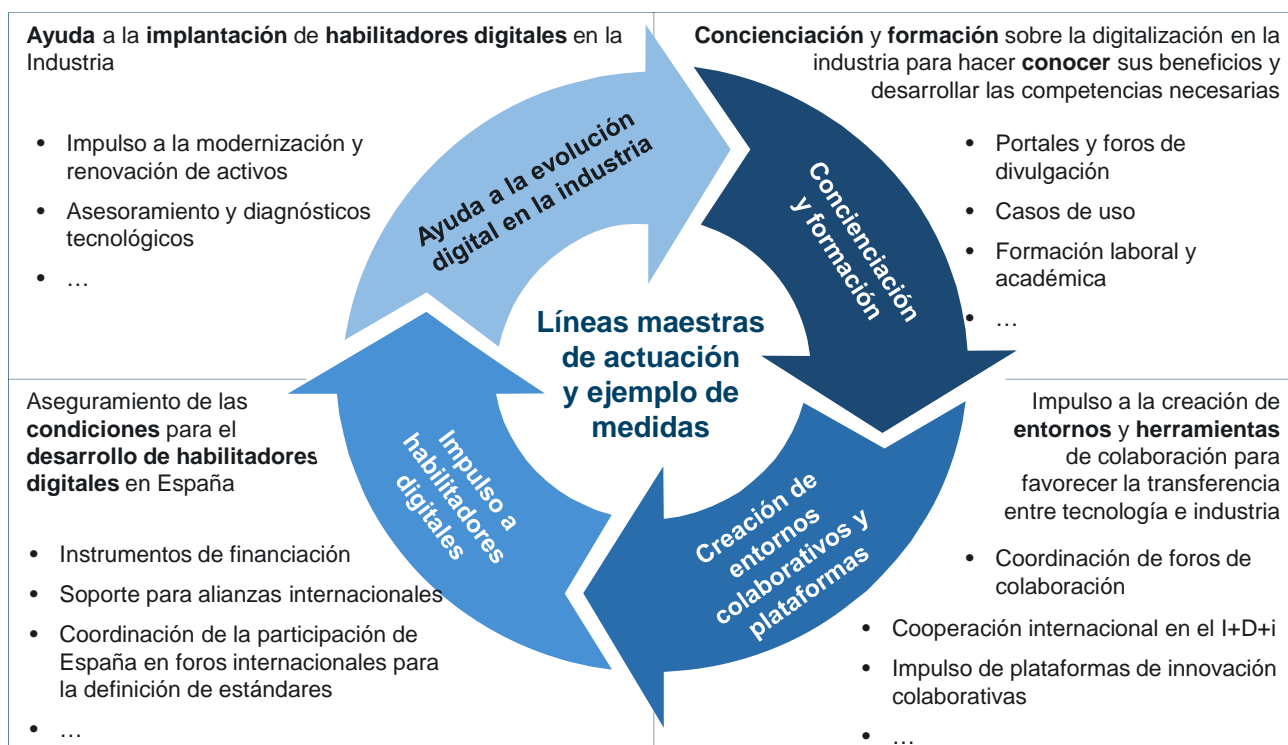 Ayuda a la implantación de habilitadores digitales en la
Industria
• Impulso a la modernización y
renovación de activos
• Asesoramiento y diagnósticos
tecnológicos
• …
Concienciación y formación sobre la digitalización en la
industria para hacer conocer sus beneficios y
desarrollar las competencias necesarias
• Portales y foros de
divulgación
• Casos de uso
• Formación laboral y
académica
• …
Ayuda a la evolución
digital en la industria
Concienciación
y formación
Líneas maestras
de actuación
y ejemplo de
medidas
Impulso a
habilitadores
digitales
Creación de
entornos
colaborativos y
plataformas
Aseguramiento de las
condiciones para el
desarrollo de habilitadores
digitales en España
• Instrumentos de financiación
• Soporte para alianzas internacionales
• Coordinación de la participación de
España en foros internacionales para
la definición de estándares
• …
Impulso a la creación de
entornos y herramientas
de colaboración para
favorecer la transferencia
entre tecnología e industria
• Coordinación de foros de
colaboración
• Cooperación internacional en el I+D+i
• Impulso de plataformas de innovación
colaborativas
• …